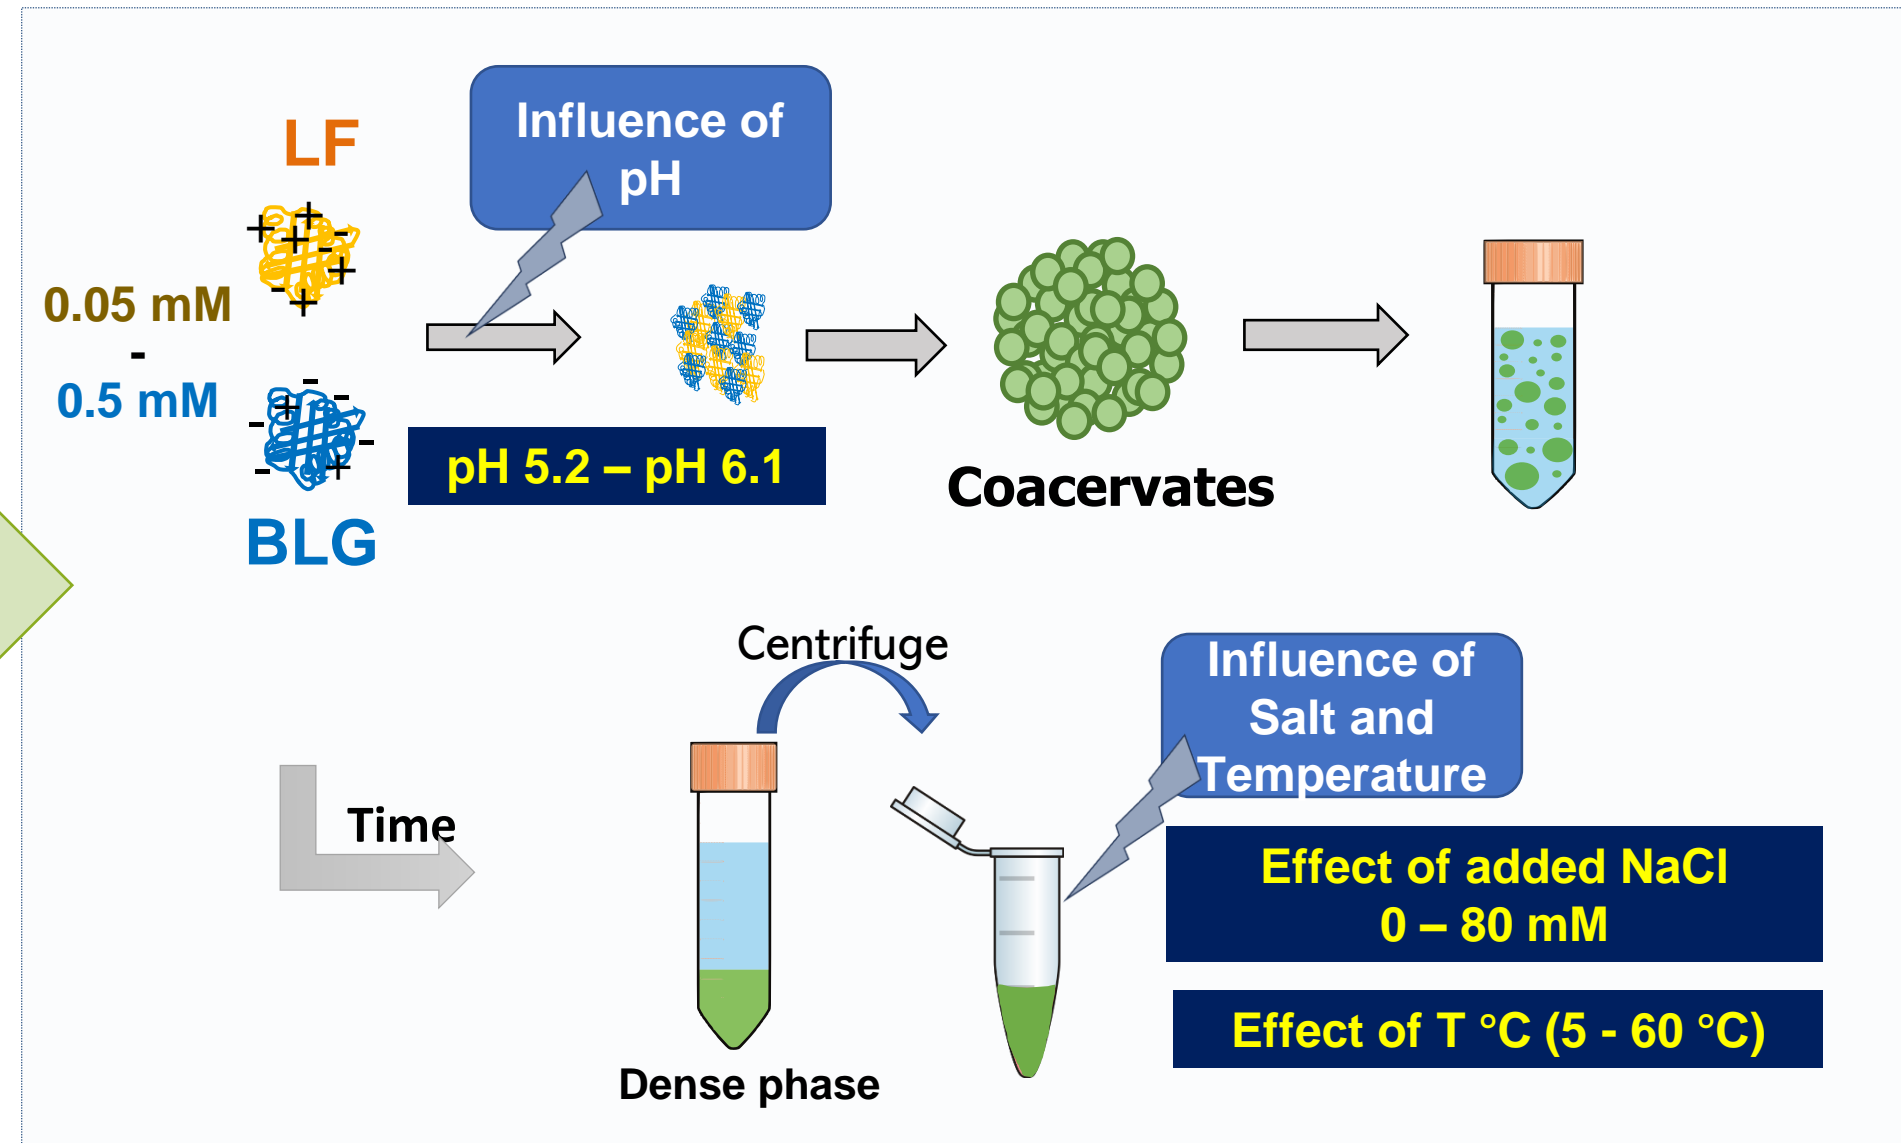 Influence of
pH
LF
+ + + - - + - +
0.05 mM
-
0.5 mM
- + - - - - +
BLG
pH 5.2 – pH 6.1
Coacervates
Centrifuge
Time
Dense phase
Influence of
Salt and
Temperature
Effect of added NaCl
0 – 80 mM
Effect of T °C (5 - 60 °C)